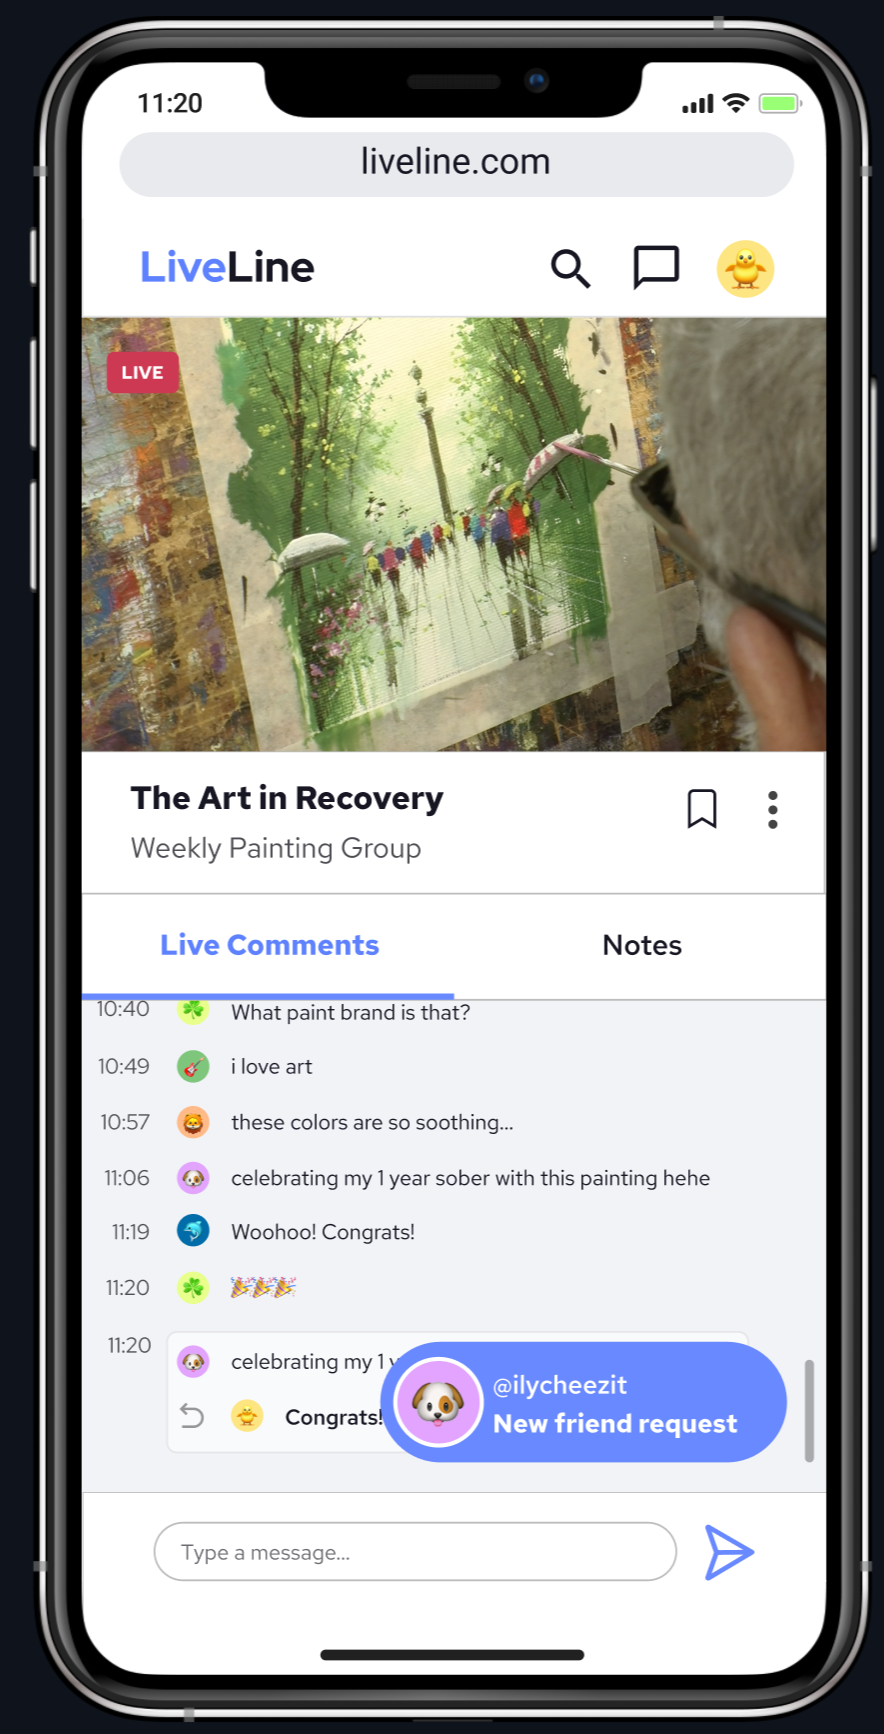 11:20
liveline.com
LiveLine
LIVE
The Art in Recovery
Weekly Painting Group
Live Comments Notes
10:40 What paint brand is that?
10:49 i love art
10:57 these colors are so soothing...
11:06 celebrating my 1 year sober with this painting hehe
11:19 Woohoo! Congrats!
11:20 🎉🎉🎉
11:20 celebrating my 1
Congrats!
@ilycheezit
New friend request
Type a message...